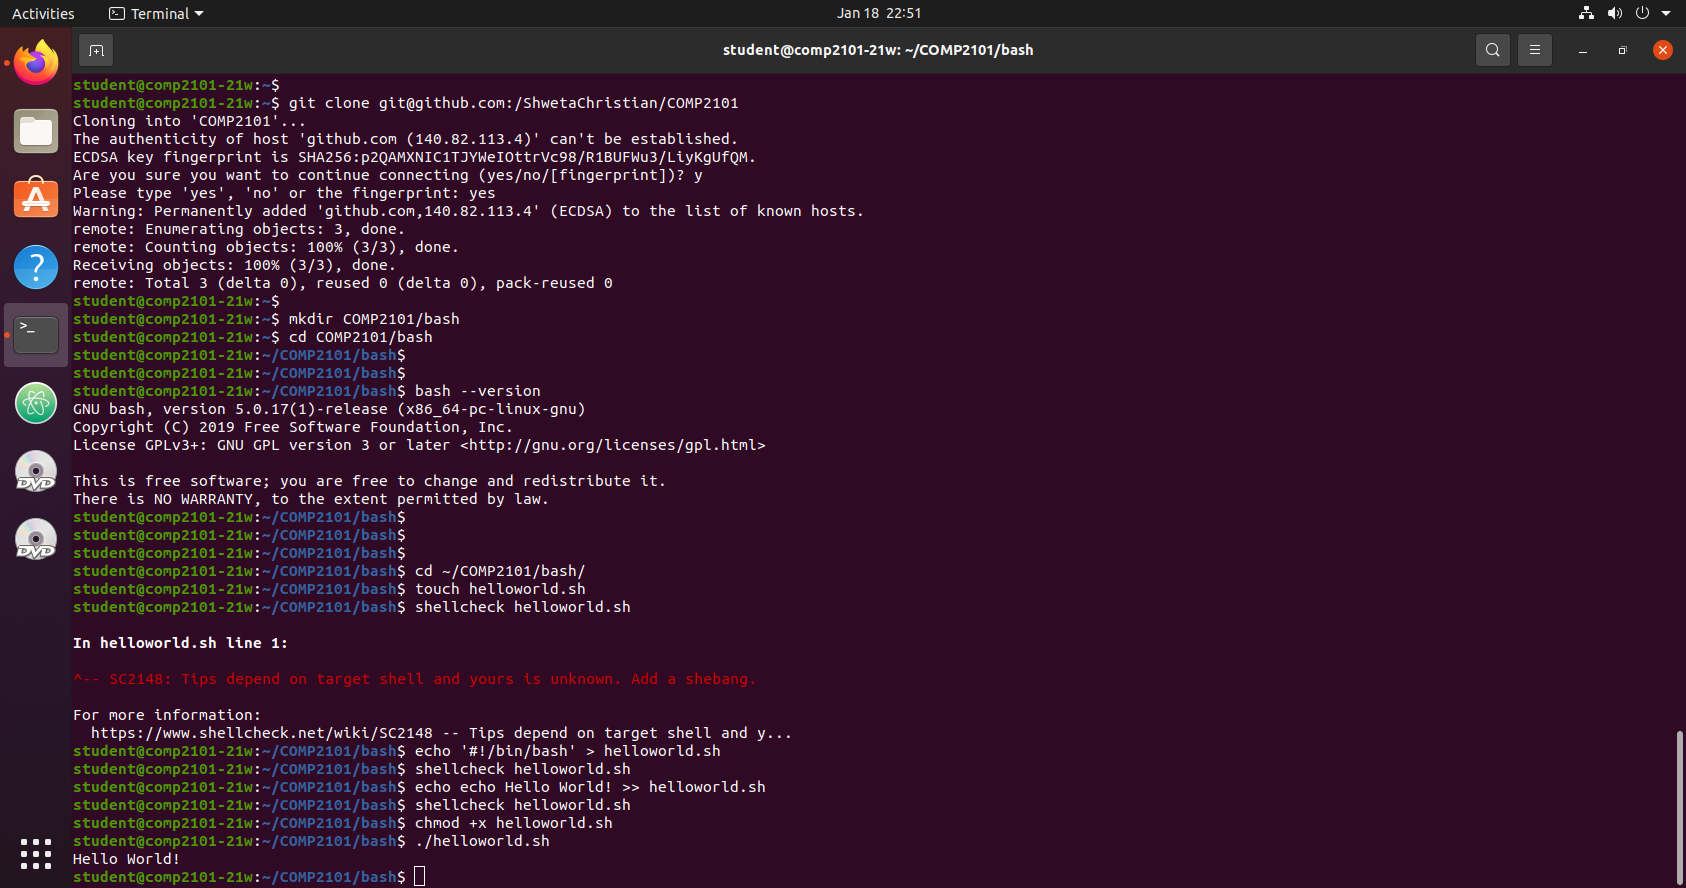 Activities
Terminal
Jan 18 22:51
student@comp2101-21w: ~/COMP2101/bash
student@comp2101-21w:~$
student@comp2101-21w:~$ git clone git@github.com:/ShwetaChristian/COMP2101
Cloning into 'COMP2101'...
The authenticity of host 'github.com (140.82.113.4)' can't be established.
ECDSA key fingerprint is SHA256:p2QAMXNIC1TJYWeIOttrVc98/R1BUFWu3/LiyKgUfQM.
Are you sure you want to continue connecting (yes/no/[fingerprint])? y
Please type 'yes', 'no' or the fingerprint: yes
Warning: Permanently added 'github.com,140.82.113.4' (ECDSA) to the list of known hosts.
remote: Enumerating objects: 3, done.
remote: Counting objects: 100% (3/3), done.
Receiving objects: 100% (3/3), done.
remote: Total 3 (delta 0), reused 0 (delta 0), pack-reused 0
student@comp2101-21w:~$
student@comp2101-21w:~$ mkdir COMP2101/bash
student@comp2101-21w:~$ cd COMP2101/bash
student@comp2101-21w:~/COMP2101/bash$
student@comp2101-21w:~/COMP2101/bash$
student@comp2101-21w:~/COMP2101/bash$ bash --version
GNU bash, version 5.0.17(1)-release (x86_64-pc-linux-gnu)
Copyright (C) 2019 Free Software Foundation, Inc.
License GPLv3+: GNU GPL version 3 or later <http://gnu.org/licenses/gpl.html>
This is free software; you are free to change and redistribute it.
There is NO WARRANTY, to the extent permitted by law.
student@comp2101-21w:~/COMP2101/bash$
student@comp2101-21w:~/COMP2101/bash$
student@comp2101-21w:~/COMP2101/bash$
student@comp2101-21w:~/COMP2101/bash$ cd ~/COMP2101/bash/
student@comp2101-21w:~/COMP2101/bash$ touch helloworld.sh
student@comp2101-21w:~/COMP2101/bash$ shellcheck helloworld.sh
In helloworld.sh line 1:
^-- SC2148: Tips depend on target shell and yours is unknown. Add a shebang.
For more information:
https://www.shellcheck.net/wiki/SC2148 -- Tips depend on target shell and y...
student@comp2101-21w:~/COMP2101/bash$ echo '#!/bin/bash' > helloworld.sh
student@comp2101-21w:~/COMP2101/bash$ shellcheck helloworld.sh
student@comp2101-21w:~/COMP2101/bash$ echo echo Hello World! >> helloworld.sh
student@comp2101-21w:~/COMP2101/bash$ shellcheck helloworld.sh
student@comp2101-21w:~/COMP2101/bash$ chmod +x helloworld.sh
student@comp2101-21w:~/COMP2101/bash$ ./helloworld.sh
Hello World!
student@comp2101-21w:~/COMP2101/bash$
>_
DVD
DVD